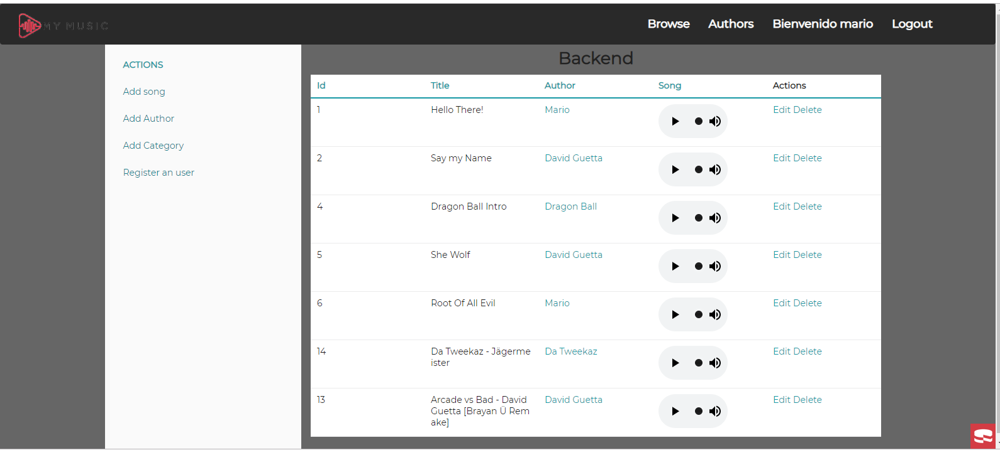 MY MUSIC
Browse Authors Bienvenido mario Logout
ACTIONS
Add song
Add Author
Add Category
Register an user
Backend
Id Title Author Song Actions
1 Hello There! Mario Edit Delete
2 Say my Name David Guetta Edit Delete
4 Dragon Ball Intro Dragon Ball Edit Delete
5 She Wolf David Guetta Edit Delete
6 Root Of All Evil Mario Edit Delete
14 Da Tweekaz - Jägerme Da Tweekaz Edit Delete
ister
13 Arcade vs Bad - David David Guetta Edit Delete
Guetta [Brayan Ü Rem
ake]